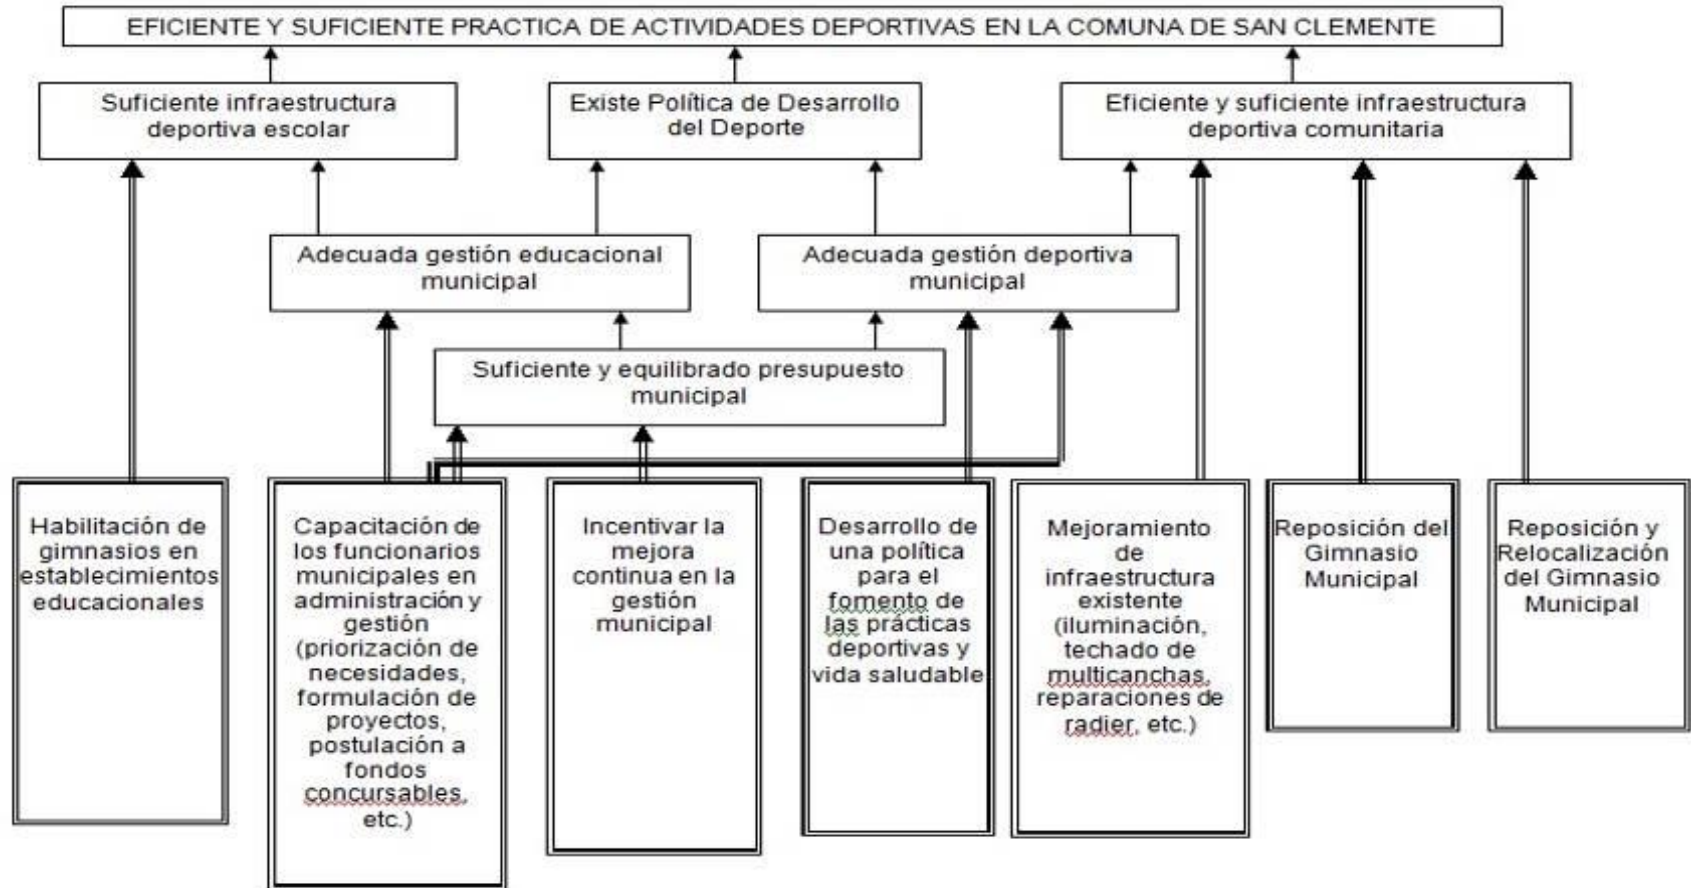 EFICIENTE Y SUFICIENTE PRACTICA DE ACTIVIDADES DEPORTIVAS EN LA COMUNA DE SAN CLEMENTE
Suficiente infraestructura
deportiva escolar
Existe Política de Desarrollo
del Deporte
Eficiente y suficiente infraestructura
deportiva comunitaria
Adecuada gestión educacional
municipal
Adecuada gestión deportiva
municipal
Suficiente y equilibrado presupuesto
municipal
Habilitación de
gimnasios en
establecimientos
educacionales
Capacitación de
los funcionarios
municipales en
administración y
gestión
(priorización de
necesidades,
formulación de
proyectos,
postulación a
fondos
concursables,
etc.)
Incentivar la
mejora
continua en la
gestión
municipal
Desarrollo de
una política
para el
fomento de
las prácticas
deportivas y
vida saludable
Mejoramiento
de
infraestructura
existente
(iluminación,
techado de
multicanchas,
reparaciones de
radier, etc.)
Reposición del
Gimnasio
Municipal
Reposición y
Relocalización
del Gimnasio
Municipal